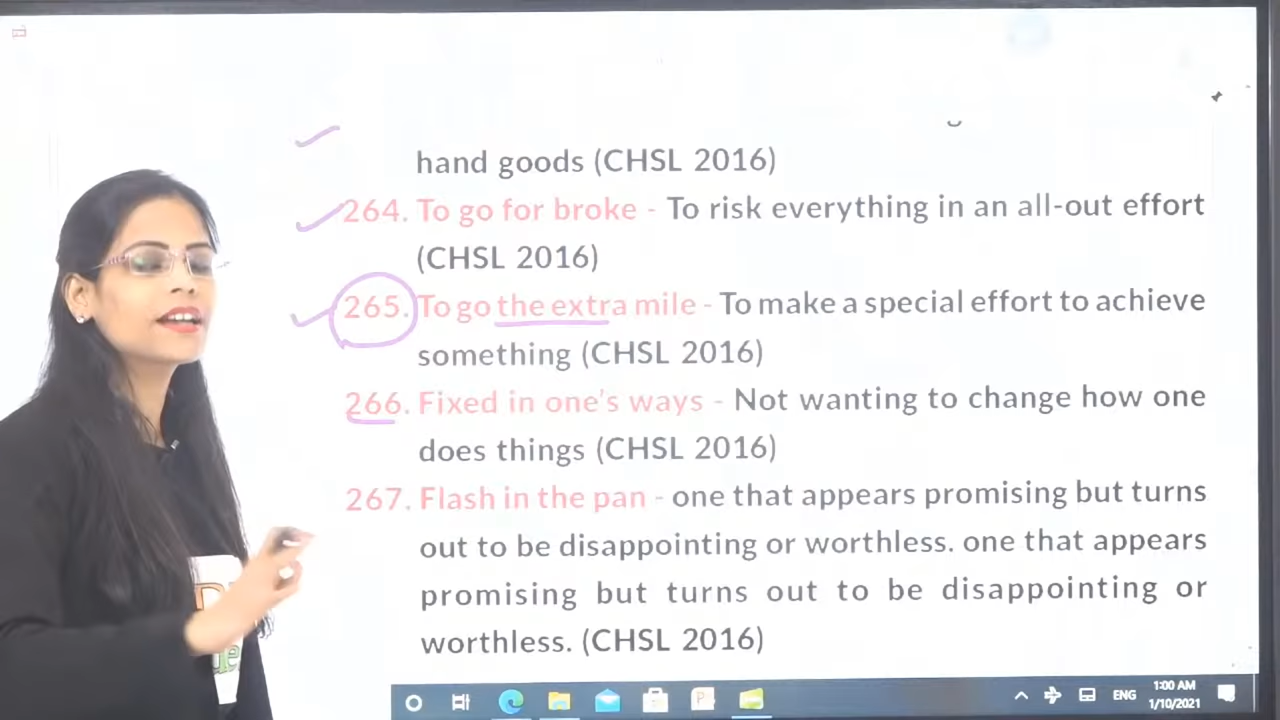 hand goods (CHSL 2016)
264. To go for broke - To risk everything in an all-out effort
(CHSL 2016)
265. To go the extra mile - To make a special effort to achieve
something (CHSL 2016)
266. Fixed in one's ways - Not wanting to change how one
does things (CHSL 2016)
267. Flash in the pan - one that appears promising but turns
out to be disappointing or worthless. one that appears
promising but turns out to be disappointing or
worthless. (CHSL 2016)
ENG
1:00 AM
1/10/2021